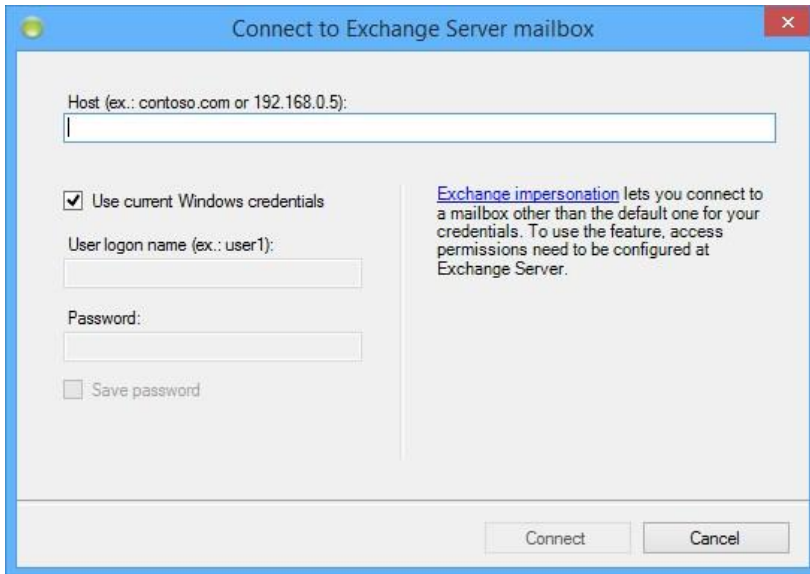 Connect to Exchange Server mailbox
Host (ex.: contoso.com or 192.168.0.5):
Use current Windows credentials
User logon name (ex.: user1):
Password:
Save password
Exchange impersonation lets you connect to
a mailbox other than the default one for your
credentials. To use the feature, access
permissions need to be configured at
Exchange Server.
Connect
Cancel